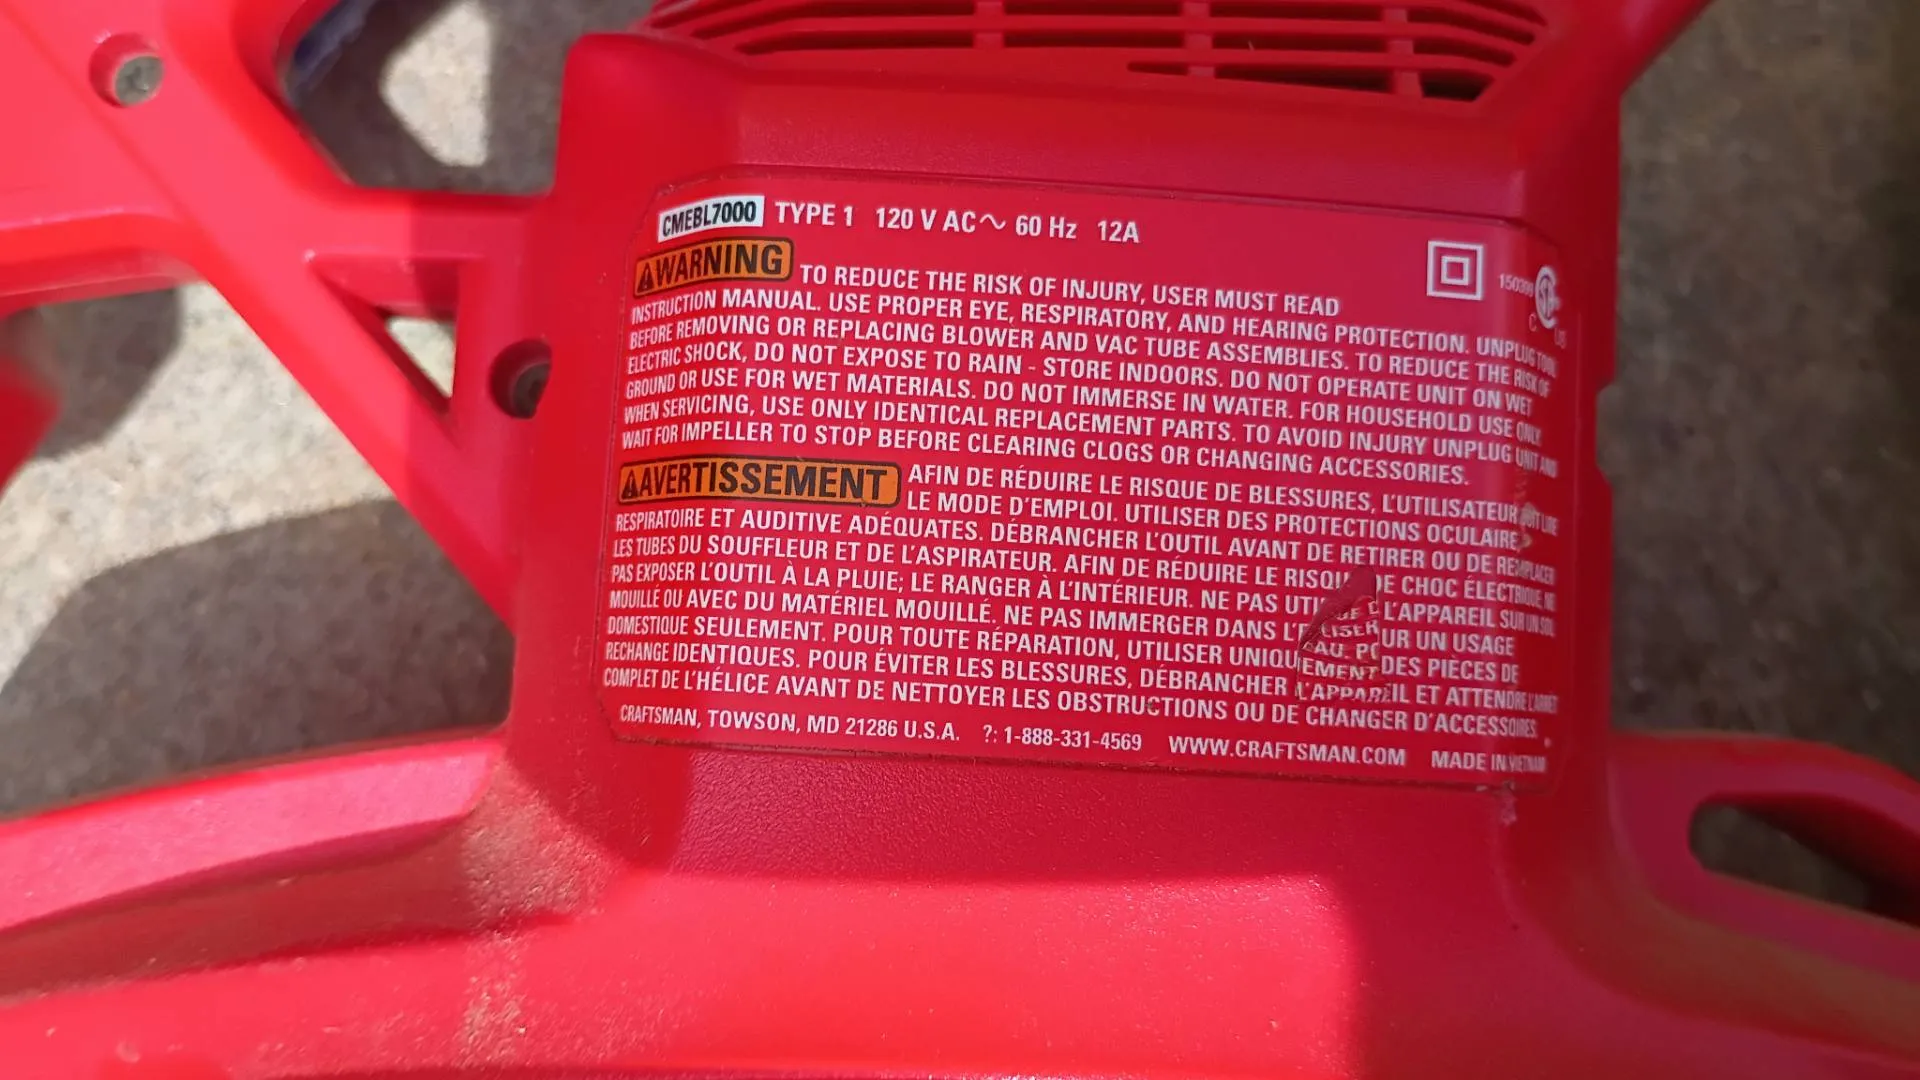 CMEBL7000 TYPE 1 120 V AC~ 60 Hz 12A
WARNING TO REDUCE THE RISK OF INJURY, USER MUST READ
INSTRUCTION MANUAL. USE PROPER EYE, RESPIRATORY, AND HEARING PROTECTION. UNPLUG TOOL
BEFORE REMOVING OR REPLACING BLOWER AND VAC TUBE ASSEMBLIES. TO REDUCE THE RISK OF
ELECTRIC SHOCK, DO NOT EXPOSE TO RAIN - STORE INDOORS. DO NOT OPERATE UNIT ON WET
GROUND OR USE FOR WET MATERIALS. DO NOT IMMERSE IN WATER. FOR HOUSEHOLD USE ONLY.
WHEN SERVICING, USE ONLY IDENTICAL REPLACEMENT PARTS. TO AVOID INJURY UNPLUG UNIT AND
WAIT FOR IMPELLER TO STOP BEFORE CLEARING CLOGS OR CHANGING ACCESSORIES.
AVERTISSEMENT AFIN DE RÉDUIRE LE RISQUE DE BLESSURES, L'UTILISATEUR DOIT LIRE
LE MODE D'EMPLOI. UTILISER DES PROTECTIONS OCULAIRE,
RESPIRATOIRE ET AUDITIVE ADÉQUATES. DÉBRANCHER L'OUTIL AVANT DE RETIRER OU DE REMPLACER
LES TUBES DU SOUFFLEUR ET DE L'ASPIRATEUR. AFIN DE RÉDUIRE LE RISQUE DE CHOC ÉLECTRIQUE, NE
PAS EXPOSER L'OUTIL À LA PLUIE; LE RANGER À L'INTÉRIEUR. NE PAS UTILISER L'APPAREIL SUR UN SOL
MOUILLÉ OU AVEC DU MATÉRIEL MOUILLÉ. NE PAS IMMERGER DANS L'EAU. POUR UN USAGE
DOMESTIQUE SEULEMENT. POUR TOUTE RÉPARATION, UTILISER UNIQUEMENT DES PIÈCES DE
RECHANGE IDENTIQUES. POUR ÉVITER LES BLESSURES, DÉBRANCHER L'APPAREIL ET ATTENDRE L'ARRÊT
COMPLET DE L'HÉLICE AVANT DE NETTOYER LES OBSTRUCTIONS OU DE CHANGER D'ACCESSOIRES.
CRAFTSMAN, TOWSON, MD 21286 U.S.A. ?: 1-888-331-4569 WWW.CRAFTSMAN.COM MADE IN VIETNAM